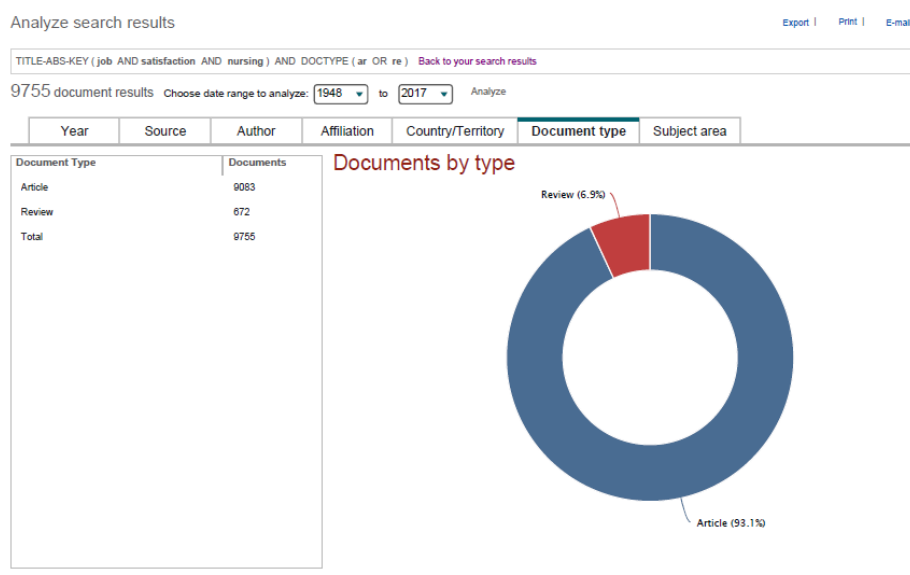 Analyze search results
Export | Print | E-mail
TITLE-ABS-KEY ( job AND satisfaction AND nursing ) AND DOCTYPE ( ar OR re ) Back to your search results
9755 document results Choose date range to analyze: 1948 to 2017 Analyze
Year Source Author Affiliation Country/Territory Document type Subject area
Document Type Documents
Article 9083
Review 672
Total 9755
Documents by type
Review (6.9%)
Article (93.1%)